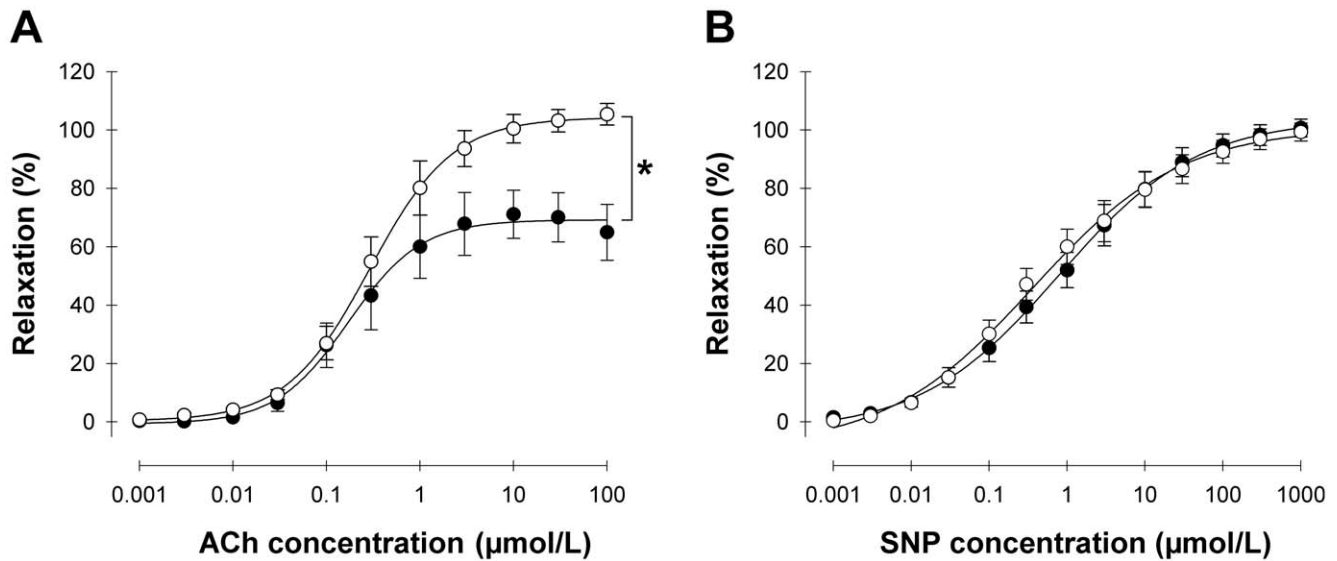 A
Relaxation (%)
120
100
80
60
40
20
0
*
0.001 0.01 0.1 1 10 100
ACh concentration (µmol/L)
B
Relaxation (%)
120
100
80
60
40
20
0
0.001 0.01 0.1 1 10 100 1000
SNP concentration (µmol/L)